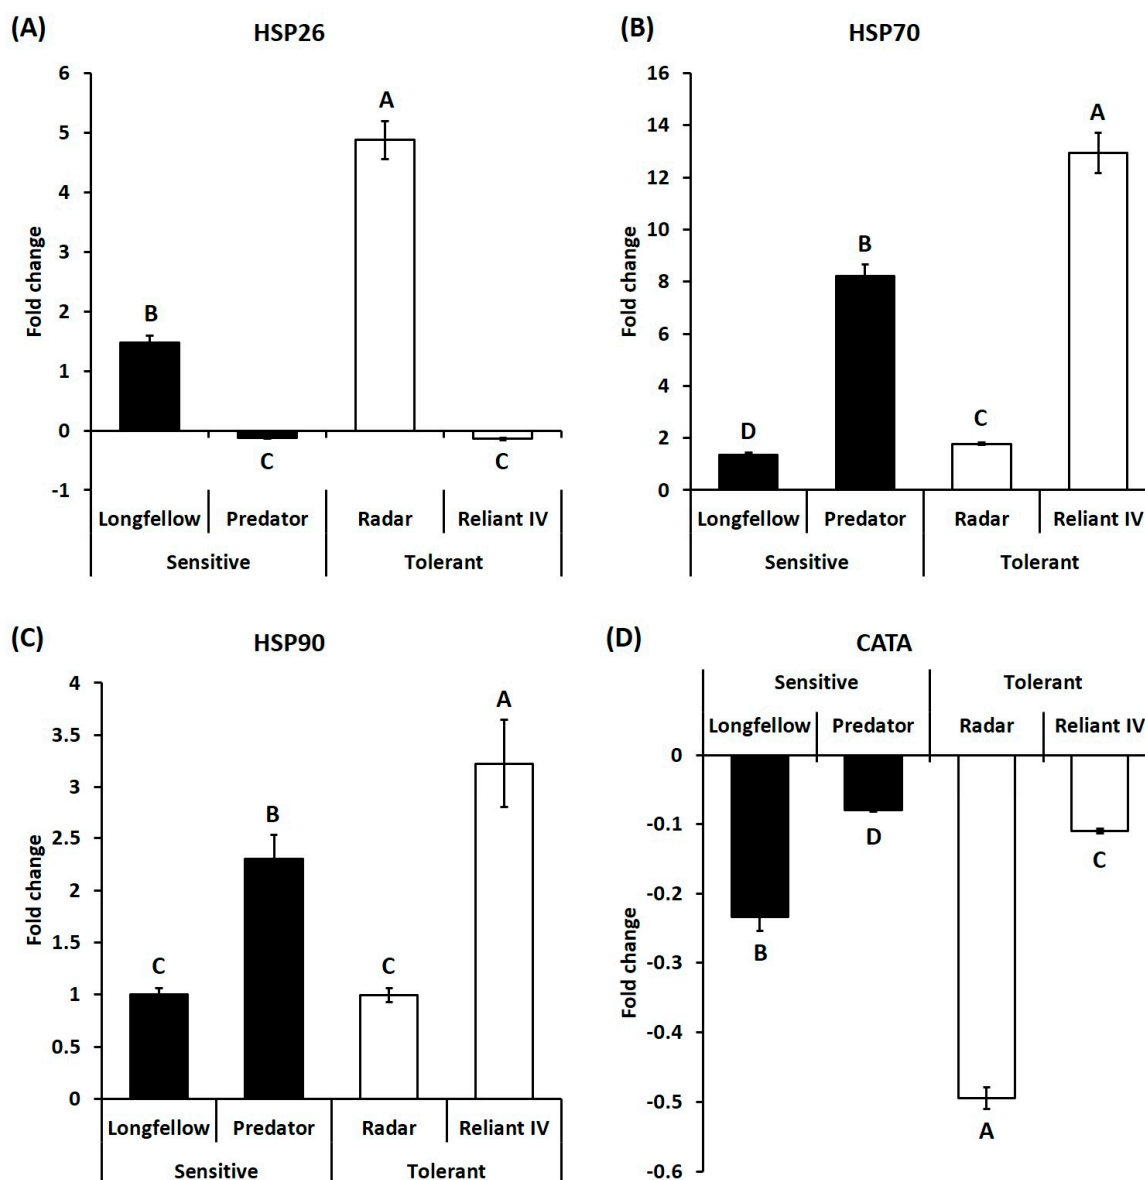 (A) HSP26
6
5
4
3
2
1
0
-1
Fold change
A
B
C
C
Longfellow Predator Radar Reliant IV
Sensitive Tolerant
(B) HSP70
16
14
12
10
8
6
4
2
0
Fold change
A
B
C
D
Longfellow Predator Radar Reliant IV
Sensitive Tolerant
(C) HSP90
4
3.5
3
2.5
2
1.5
1
0.5
0
Fold change
A
B
C
C
Longfellow Predator Radar Reliant IV
Sensitive Tolerant
(D) CATA
Sensitive Tolerant
Longfellow Predator Radar Reliant IV
0
-0.1
-0.2
-0.3
-0.4
-0.5
-0.6
Fold change
D
C
B
A